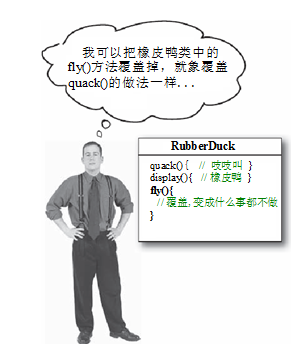 我可以把橡皮鸭类中的
fly()方法覆盖掉，就象覆盖
quack()的做法一样...
RubberDuck
quack(){ // 吱吱叫 }
display(){ // 橡皮鸭 }
fly(){
// 覆盖,变成什么事都不做
}